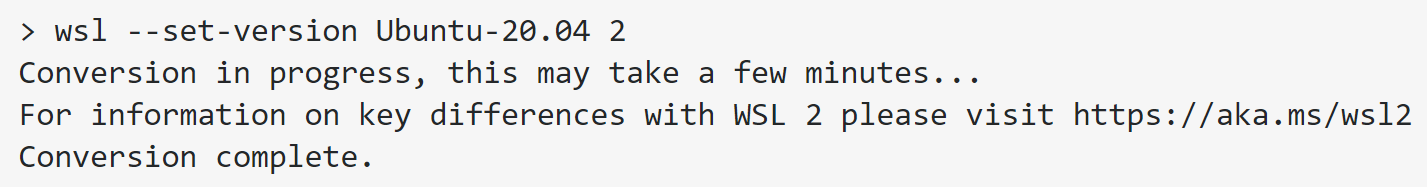 > wsl --set-version Ubuntu-20.04 2
Conversion in progress, this may take a few minutes...
For information on key differences with WSL 2 please visit https://aka.ms/wsl2
Conversion complete.